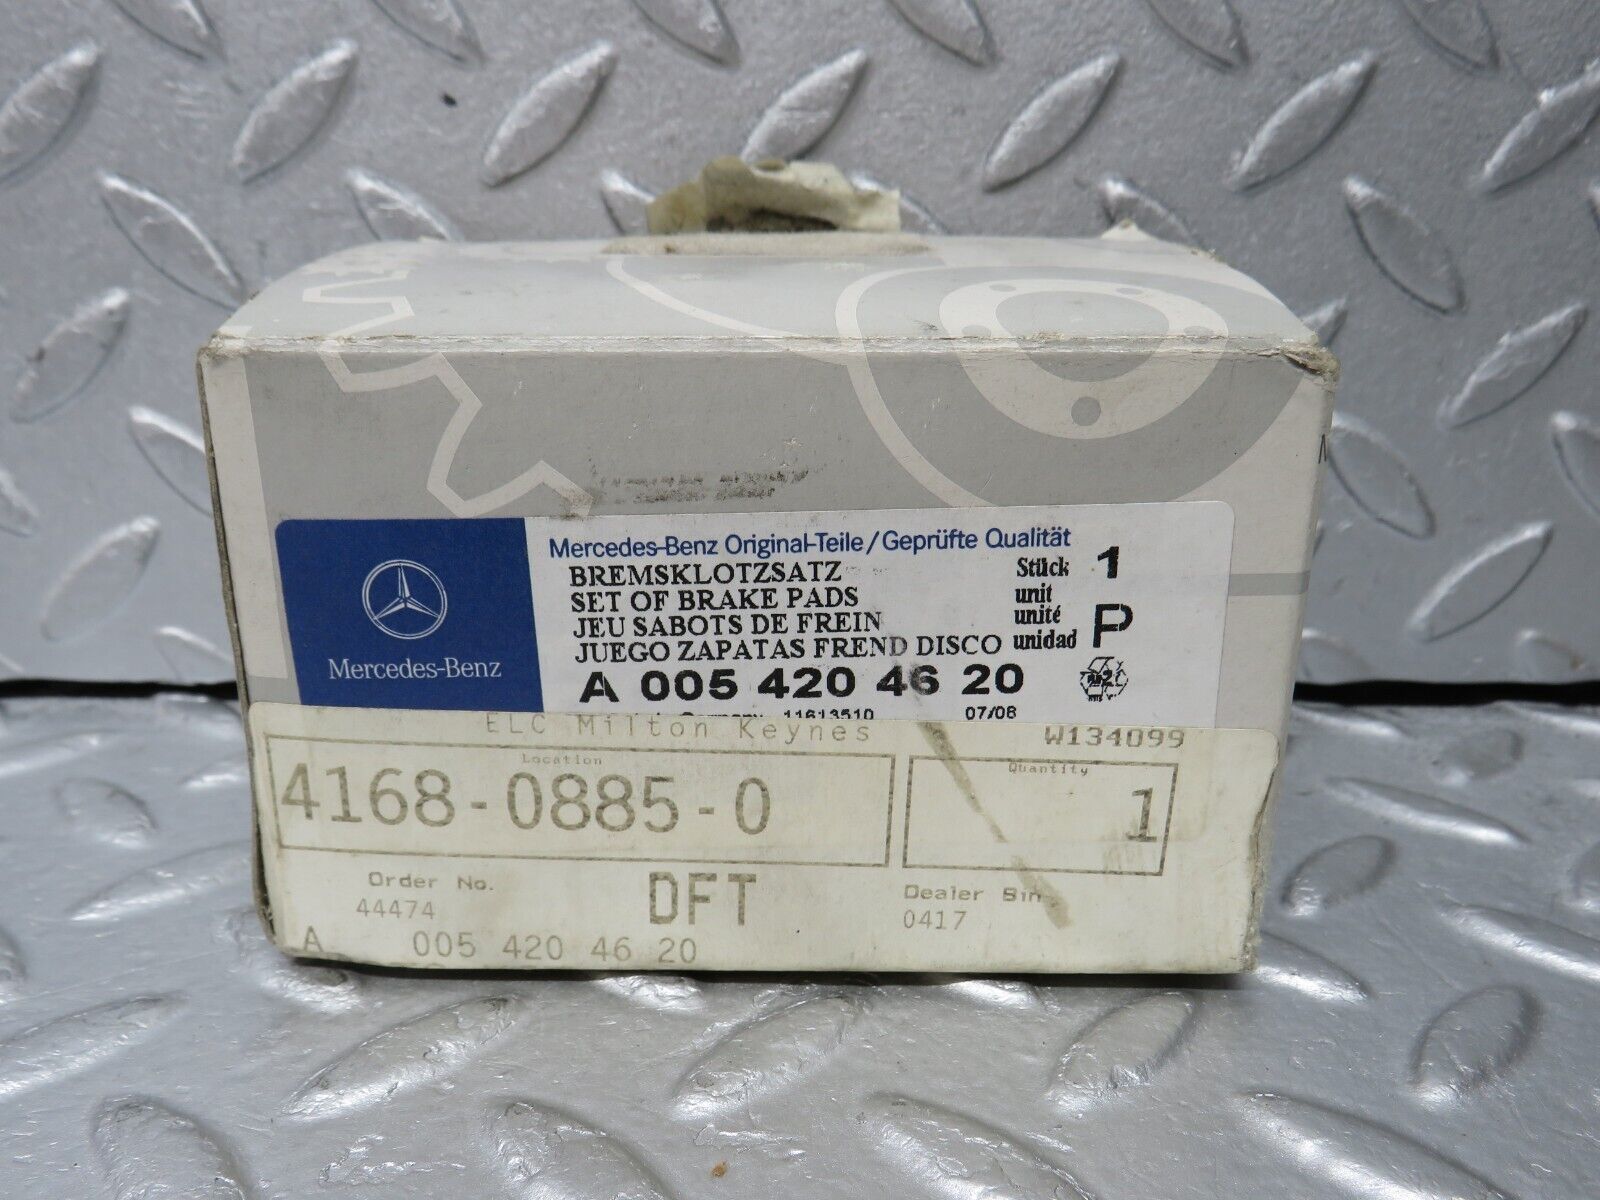 Mercedes-Benz Original-Teile/Geprüfte Qualität
BREMSKLOTZSATZ
SET OF BRAKE PADS
JEU SABOTS DE FREIN
JUEGO ZAPATAS FREND DISCO
Stück 1
unit
unité P
unidad
Mercedes-Benz
A 005 420 46 20
Germany 11613510 07/08
ELC Milton Keynes W134099
Location
4168-0885-0
Quantity
1
Order No.
44474
DFT
Dealer Bin
0417
A 005 420 46 20